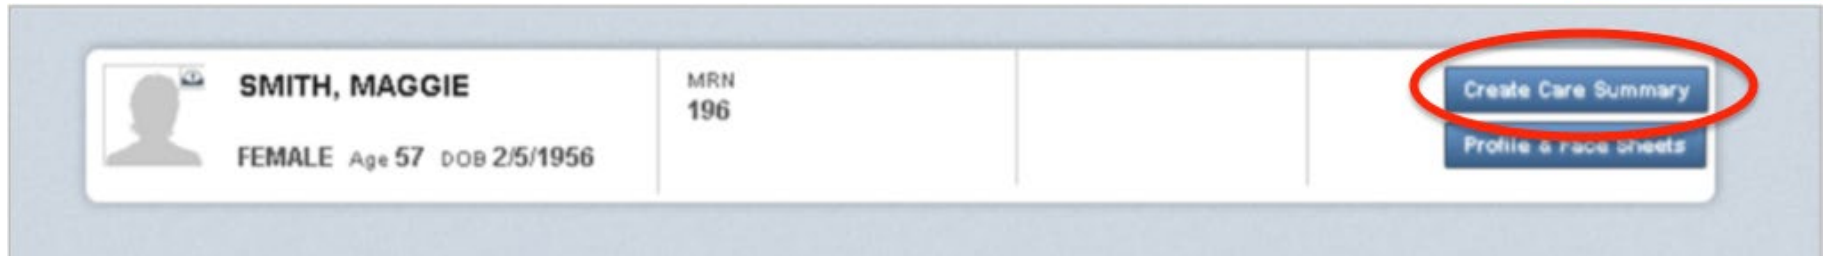 SMITH, MAGGIE
FEMALE Age 57 DOB 2/5/1956
MRN
196
Create Care Summary
Profile & Face Sheets